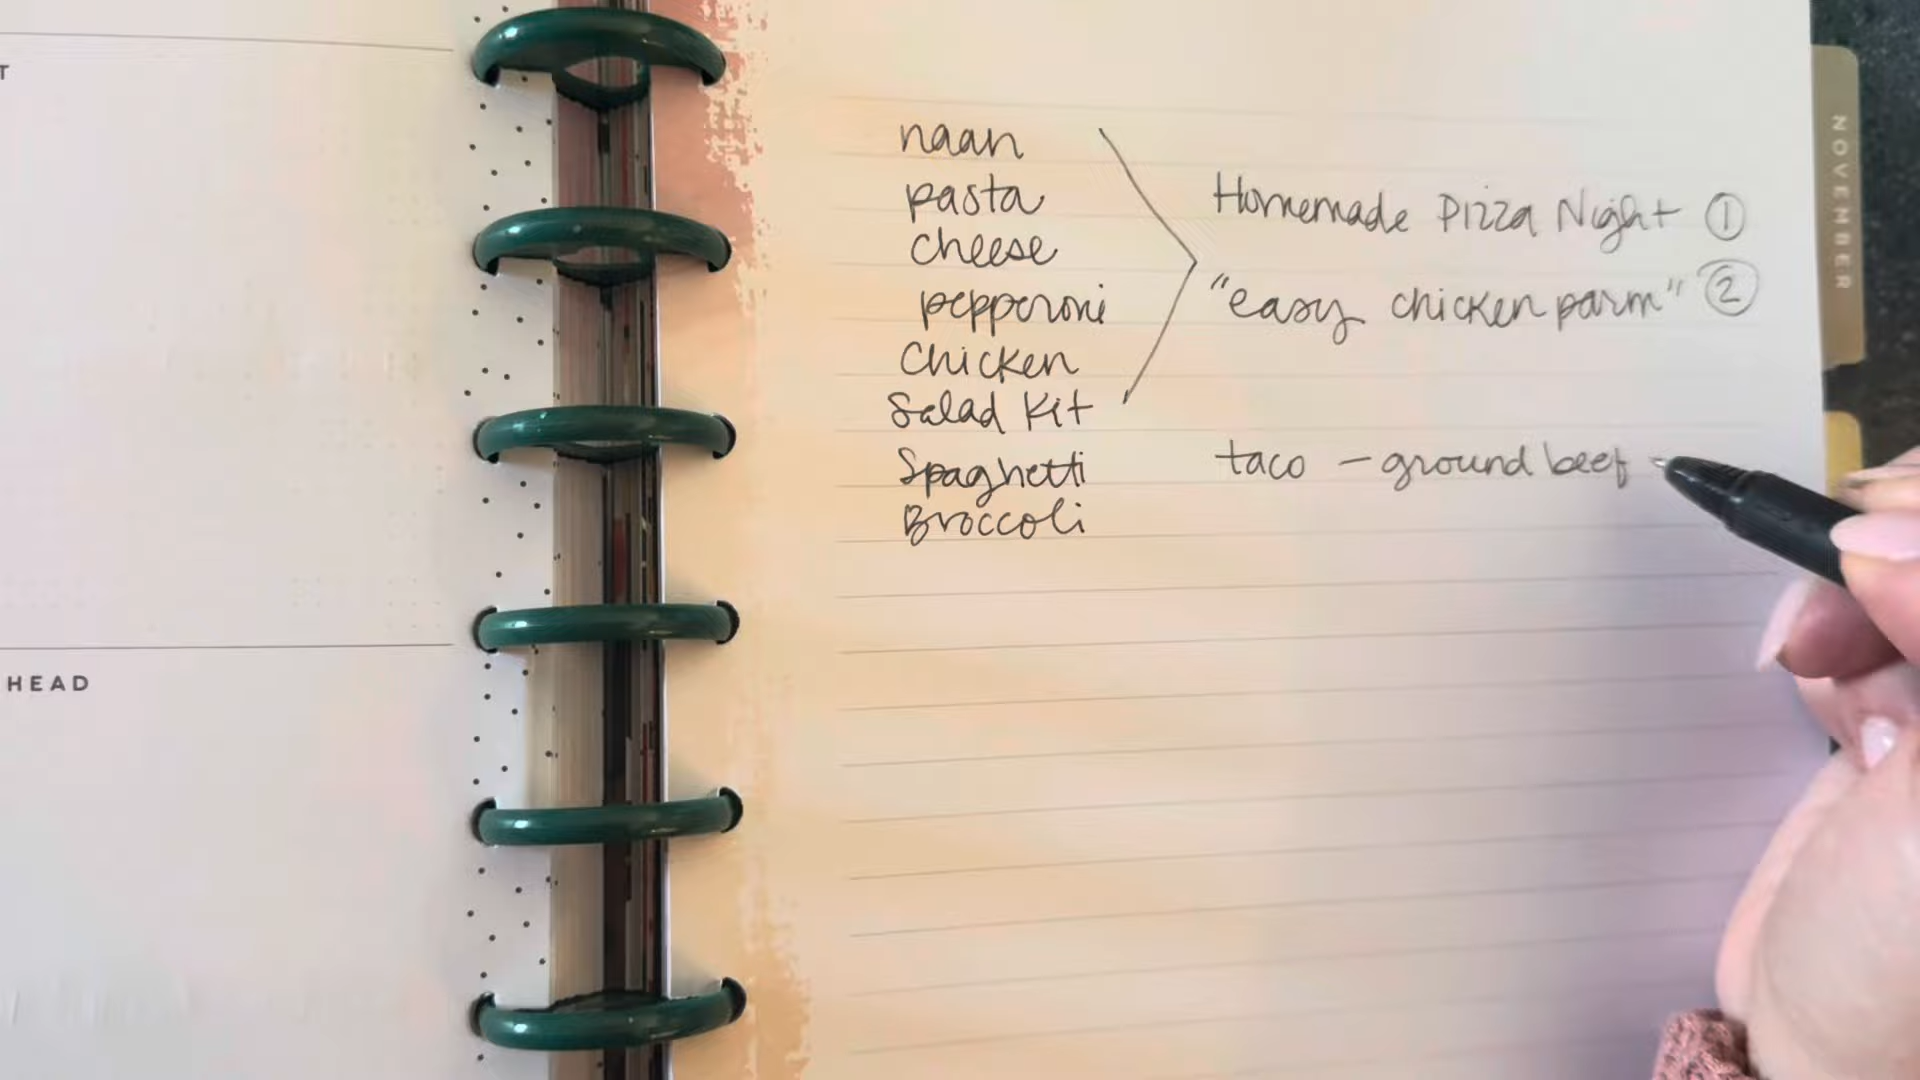 T
HEAD
naan
pasta
cheese
pepperoni
Chicken
Salad Kit
Spaghetti
Broccoli
Homemade Pizza Night ①
"easy chicken parm" ②
taco - ground beef
NOVEMBER